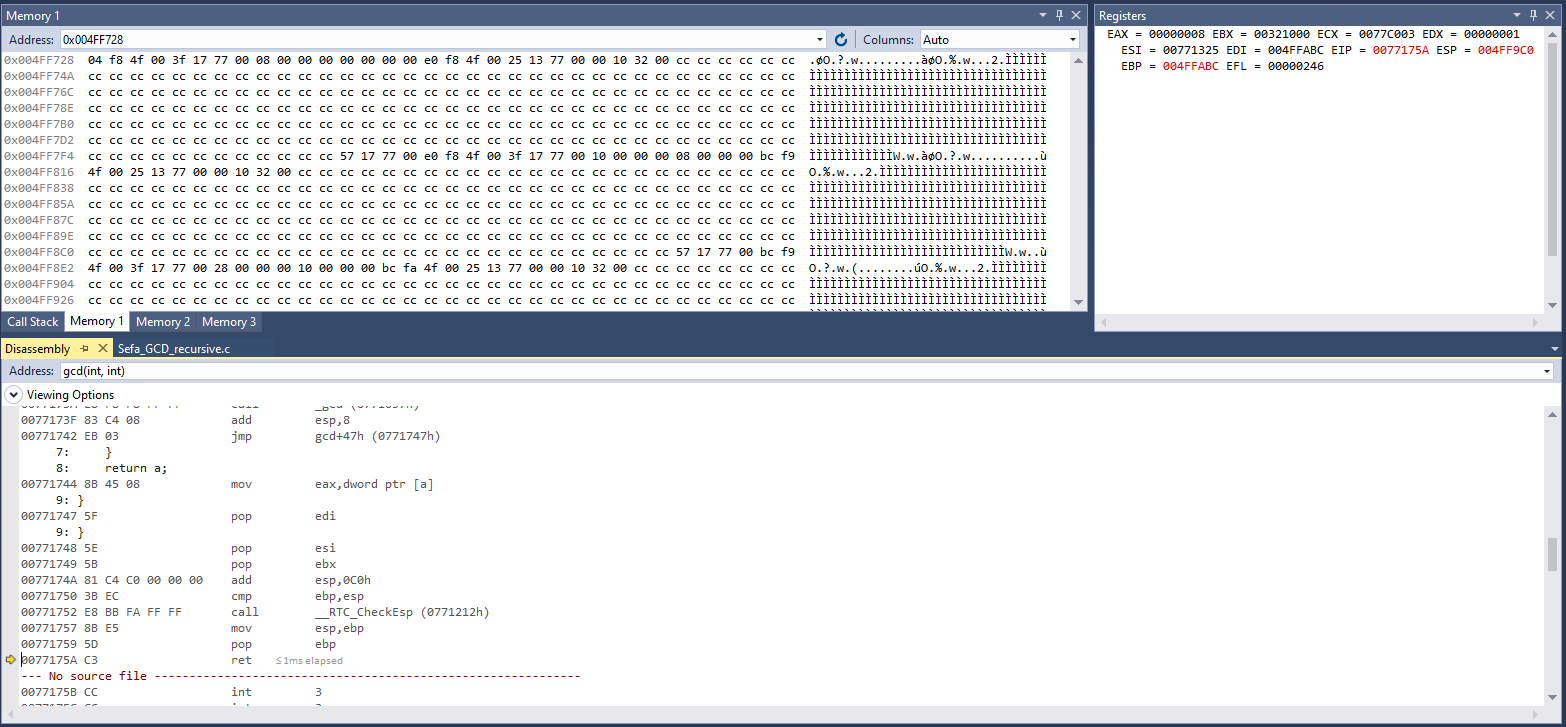 Memory 1
Address: 0x004FF728 Columns: Auto
0x004FF728 04 f8 4f 00 3f 17 77 00 08 00 00 00 00 00 00 00 e0 f8 4f 00 25 13 77 00 00 10 32 00 cc cc cc cc cc cc .øO.?.w.........àøO.%.w...2.ÌÌÌÌÌÌ
0x004FF74A cc cc cc cc cc cc cc cc cc cc cc cc cc cc cc cc cc cc cc cc cc cc cc cc cc cc cc cc cc cc cc cc cc cc ÌÌÌÌÌÌÌÌÌÌÌÌÌÌÌÌÌÌÌÌÌÌÌÌÌÌÌÌÌÌÌÌÌÌ
0x004FF76C cc cc cc cc cc cc cc cc cc cc cc cc cc cc cc cc cc cc cc cc cc cc cc cc cc cc cc cc cc cc cc cc cc cc ÌÌÌÌÌÌÌÌÌÌÌÌÌÌÌÌÌÌÌÌÌÌÌÌÌÌÌÌÌÌÌÌÌÌ
0x004FF78E cc cc cc cc cc cc cc cc cc cc cc cc cc cc cc cc cc cc cc cc cc cc cc cc cc cc cc cc cc cc cc cc cc cc ÌÌÌÌÌÌÌÌÌÌÌÌÌÌÌÌÌÌÌÌÌÌÌÌÌÌÌÌÌÌÌÌÌÌ
0x004FF7B0 cc cc cc cc cc cc cc cc cc cc cc cc cc cc cc cc cc cc cc cc cc cc cc cc cc cc cc cc cc cc cc cc cc cc ÌÌÌÌÌÌÌÌÌÌÌÌÌÌÌÌÌÌÌÌÌÌÌÌÌÌÌÌÌÌÌÌÌÌ
0x004FF7D2 cc cc cc cc cc cc cc cc cc cc cc cc cc cc cc cc cc cc cc cc cc cc cc cc cc cc cc cc cc cc cc cc cc cc ÌÌÌÌÌÌÌÌÌÌÌÌÌÌÌÌÌÌÌÌÌÌÌÌÌÌÌÌÌÌÌÌÌÌ
0x004FF7F4 cc cc cc cc cc cc cc cc cc cc cc cc 57 17 77 00 e0 f8 4f 00 3f 17 77 00 10 00 00 00 08 00 00 00 bc f9 ÌÌÌÌÌÌÌÌÌÌÌÌW.w.àøO.?.w..........ù
0x004FF816 4f 00 25 13 77 00 00 10 32 00 cc cc cc cc cc cc cc cc cc cc cc cc cc cc cc cc cc cc cc cc cc cc cc cc O.%.w...2.ÌÌÌÌÌÌÌÌÌÌÌÌÌÌÌÌÌÌÌÌÌÌÌÌ
0x004FF838 cc cc cc cc cc cc cc cc cc cc cc cc cc cc cc cc cc cc cc cc cc cc cc cc cc cc cc cc cc cc cc cc cc cc ÌÌÌÌÌÌÌÌÌÌÌÌÌÌÌÌÌÌÌÌÌÌÌÌÌÌÌÌÌÌÌÌÌÌ
0x004FF85A cc cc cc cc cc cc cc cc cc cc cc cc cc cc cc cc cc cc cc cc cc cc cc cc cc cc cc cc cc cc cc cc cc cc ÌÌÌÌÌÌÌÌÌÌÌÌÌÌÌÌÌÌÌÌÌÌÌÌÌÌÌÌÌÌÌÌÌÌ
0x004FF87C cc cc cc cc cc cc cc cc cc cc cc cc cc cc cc cc cc cc cc cc cc cc cc cc cc cc cc cc cc cc cc cc cc cc ÌÌÌÌÌÌÌÌÌÌÌÌÌÌÌÌÌÌÌÌÌÌÌÌÌÌÌÌÌÌÌÌÌÌ
0x004FF89E cc cc cc cc cc cc cc cc cc cc cc cc cc cc cc cc cc cc cc cc cc cc cc cc cc cc cc cc cc cc cc cc cc cc ÌÌÌÌÌÌÌÌÌÌÌÌÌÌÌÌÌÌÌÌÌÌÌÌÌÌÌÌÌÌÌÌÌÌ
0x004FF8C0 cc cc cc cc cc cc cc cc cc cc cc cc cc cc cc cc cc cc cc cc cc cc cc cc cc cc cc cc 57 17 77 00 bc f9 ÌÌÌÌÌÌÌÌÌÌÌÌÌÌÌÌÌÌÌÌÌÌÌÌÌÌÌÌW.w..ù
0x004FF8E2 4f 00 3f 17 77 00 28 00 00 00 10 00 00 00 bc fa 4f 00 25 13 77 00 00 10 32 00 cc cc cc cc cc cc cc cc O.?.w.(........úO.%.w...2.ÌÌÌÌÌÌÌÌ
0x004FF904 cc cc cc cc cc cc cc cc cc cc cc cc cc cc cc cc cc cc cc cc cc cc cc cc cc cc cc cc cc cc cc cc cc cc ÌÌÌÌÌÌÌÌÌÌÌÌÌÌÌÌÌÌÌÌÌÌÌÌÌÌÌÌÌÌÌÌÌÌ
0x004FF926 cc cc cc cc cc cc cc cc cc cc cc cc cc cc cc cc cc cc cc cc cc cc cc cc cc cc cc cc cc cc cc cc cc cc ÌÌÌÌÌÌÌÌÌÌÌÌÌÌÌÌÌÌÌÌÌÌÌÌÌÌÌÌÌÌÌÌÌÌ
Call Stack Memory 1 Memory 2 Memory 3
Registers
EAX = 00000008 EBX = 00321000 ECX = 0077C003 EDX = 00000001
ESI = 00771325 EDI = 004FFABC EIP = 0077175A ESP = 004FF9C0
EBP = 004FFABC EFL = 00000246
Disassembly Sefa_GCD_recursive.c
Address: gcd(int, int)
Viewing Options
0077173F 83 C4 08 add esp,8
00771742 EB 03 jmp gcd+47h (0771747h)
7: }
8: return a;
00771744 8B 45 08 mov eax,dword ptr [a]
9: }
00771747 5F pop edi
9: }
00771748 5E pop esi
00771749 5B pop ebx
0077174A 81 C4 C0 00 00 00 add esp,0C0h
00771750 3B EC cmp ebp,esp
00771752 E8 BB FA FF FF call __RTC_CheckEsp (0771212h)
00771757 8B E5 mov esp,ebp
00771759 5D pop ebp
0077175A C3 ret ≤1ms elapsed
--- No source file -------------------------------------------------------------
0077175B CC int 3